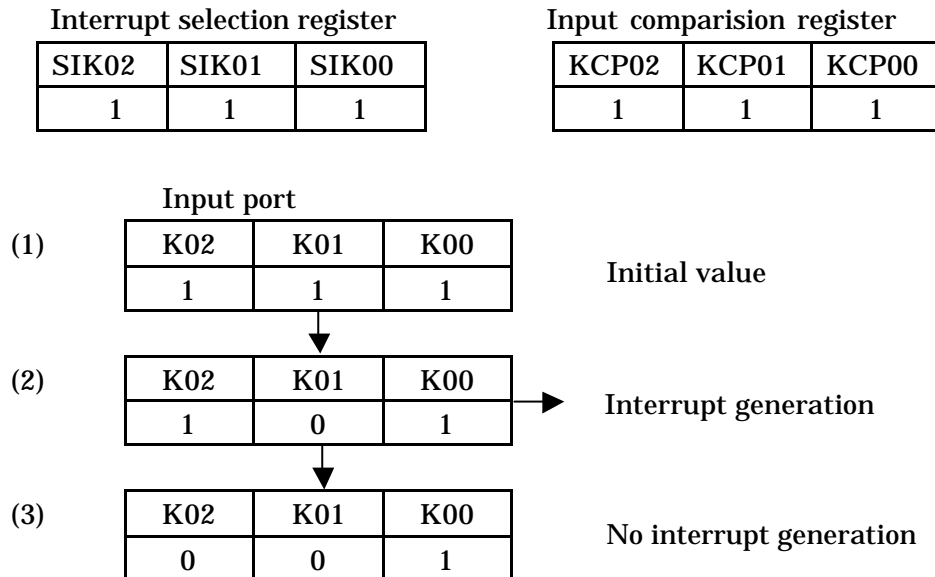 Interrupt selection register Input comparision register
SIK02 SIK01 SIK00 KCP02 KCP01 KCP00
1 1 1 1 1 1
Input port
(1) K02 K01 K00
1 1 1 Initial value
(2) K02 K01 K00
1 0 1 Interrupt generation
(3) K02 K01 K00
0 0 1 No interrupt generation